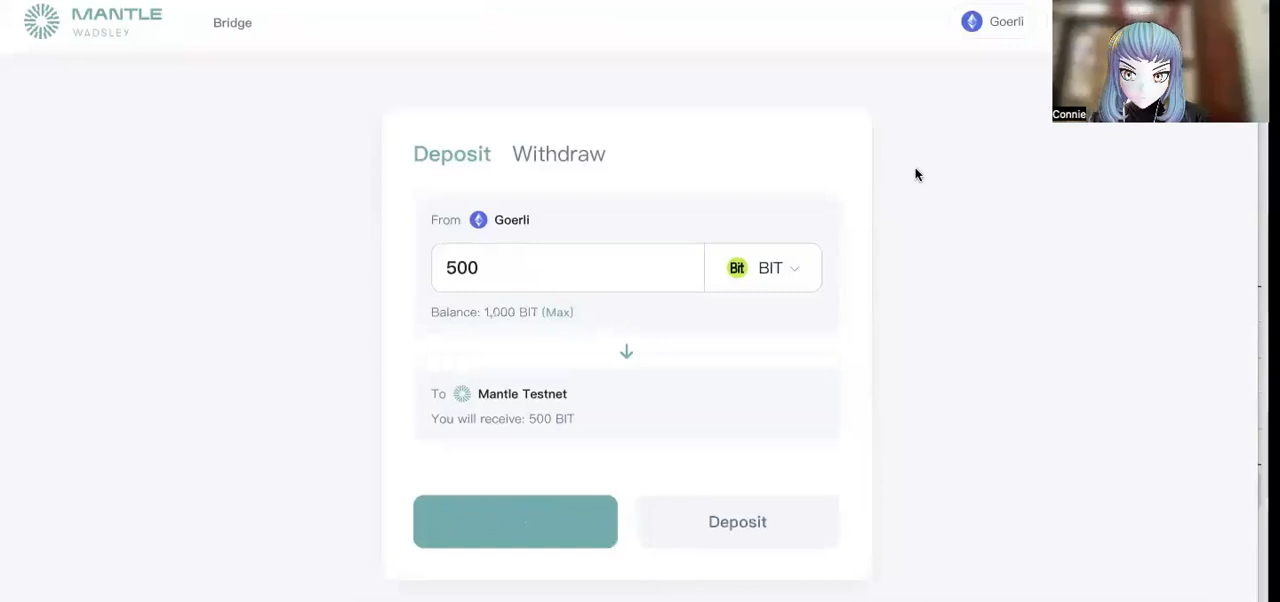 MANTLE
WADSLEY
Bridge
Goerli
Connie
Deposit Withdraw
From Goerli
500
Bit BIT
Balance: 1,000 BIT (Max)
To Mantle Testnet
You will receive: 500 BIT
Deposit